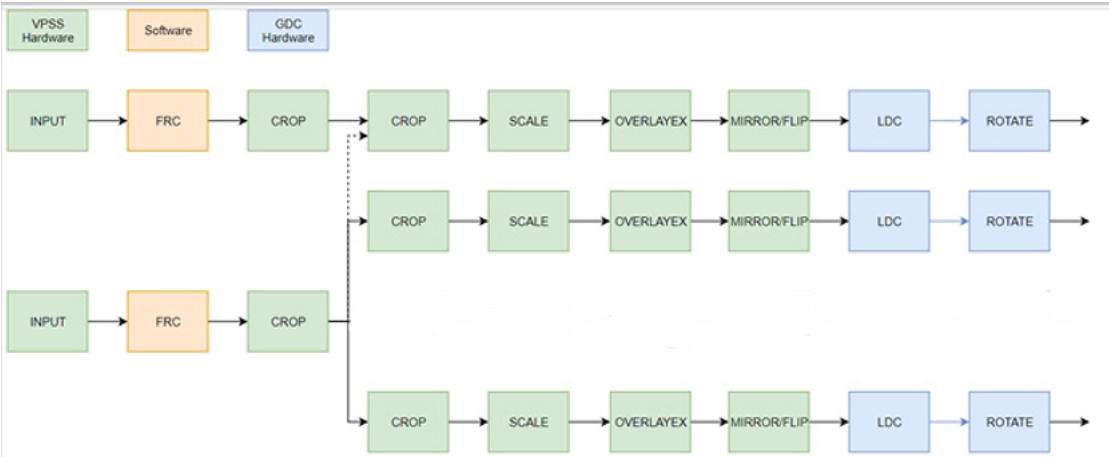 VPSS
Hardware
Software
GDC
Hardware
INPUT
FRC
CROP
CROP
SCALE
OVERLAYEX
MIRROR/FLIP
LDC
ROTATE
CROP
SCALE
OVERLAYEX
MIRROR/FLIP
LDC
ROTATE
INPUT
FRC
CROP
CROP
SCALE
OVERLAYEX
MIRROR/FLIP
LDC
ROTATE